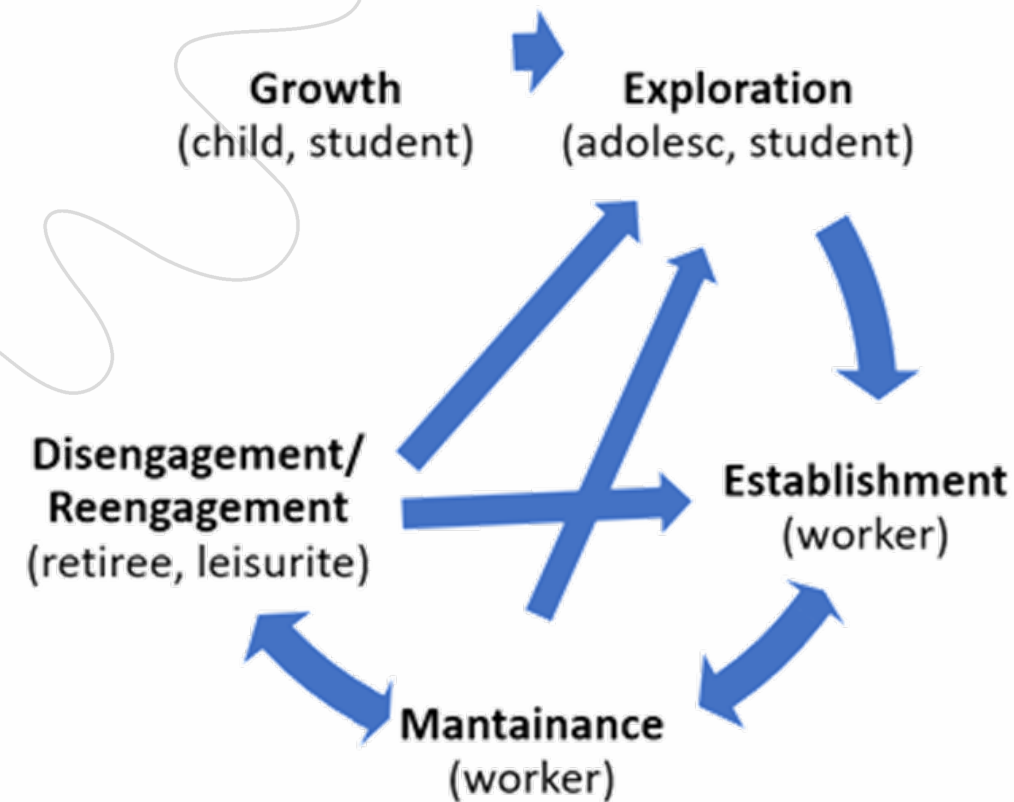 Growth
(child, student)
Exploration
(adolesc, student)
Disengagement/
Reengagement
(retiree, leisurite)
Establishment
(worker)
Mantainance
(worker)